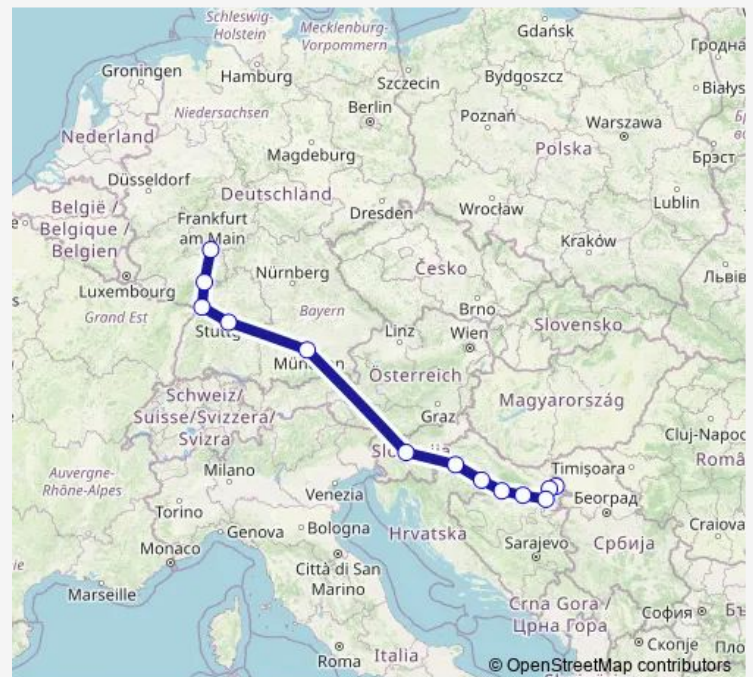 Schleswig-
Holstein
Mecklenburg-
Vorpommern
Gdańsk
Гродна
Groningen
Hamburg
Szczecin
Bydgoszcz
Białys
Niedersachsen
Berlin
Nederland
Poznań
Warszawa
Magdeburg
Polska
Брэст
Düsseldorf
België /
Belgique /
Belgien
Deutschland
Dresden
Wrocław
Lublin
Frankfurt
am Main
Kraków
Luxembourg
Nürnberg
Česko
Львів
Grand Est
Bayern
Brno
Slovensko
Stuttg
Linz
Wien
München
Österreich
Schweiz/
Suisse/Svizzera/
Svizra
Magyarország
Graz
Cluj-Napoc
Auvergne-
Rhône-Alpes
Milano
Venezia
Timișoara
Româ
Београд
Torino
Genova
Bologna
Hrvatska
Craiova
Monaco
Città di San
Marino
Sarajevo
Србија
Marseille
Crna Gora /
Црна Гора
София
Скопје
Пло
Roma
Italia
© OpenStreetMap contributors